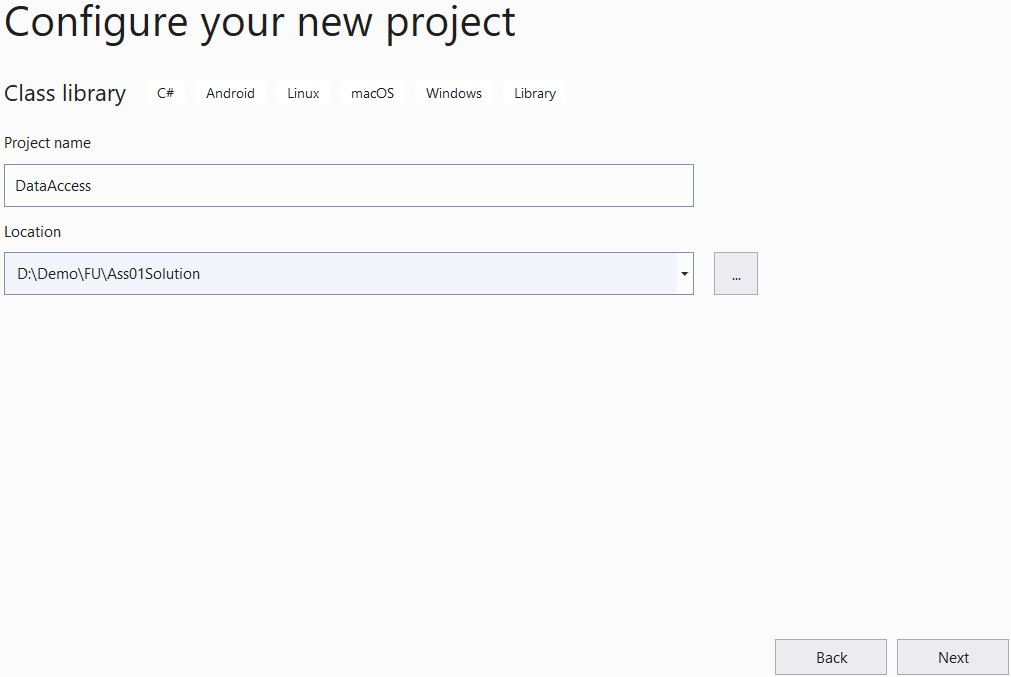 Configure your new project
Class library C# Android Linux macOS Windows Library
Project name
DataAccess
Location
D:\Demo\FU\Ass01Solution
...
Back Next